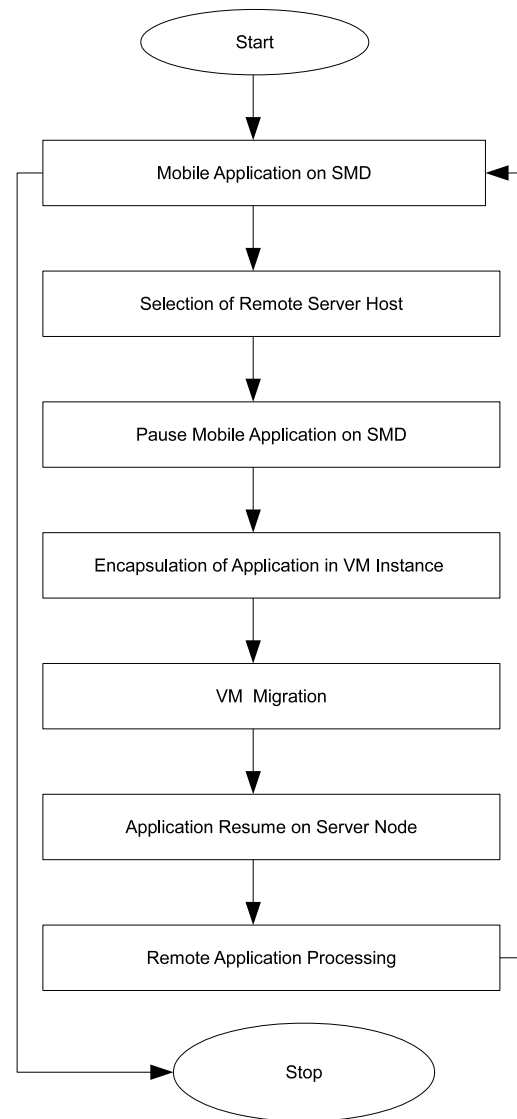 Start
Mobile Application on SMD
Selection of Remote Server Host
Pause Mobile Application on SMD
Encapsulation of Application in VM Instance
VM Migration
Application Resume on Server Node
Remote Application Processing
Stop